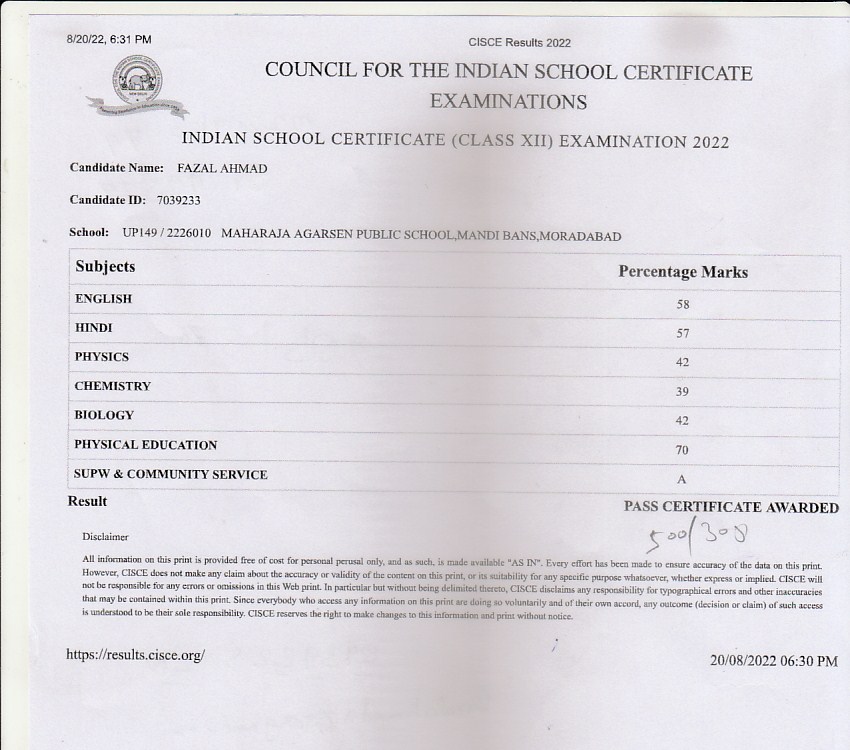 8/20/22, 6:31 PM CISCE Results 2022
NEW DELHI
COUNCIL FOR THE INDIAN SCHOOL CERTIFICATE
EXAMINATIONS
INDIAN SCHOOL CERTIFICATE (CLASS XII) EXAMINATION 2022
Candidate Name: FAZAL AHMAD
Candidate ID: 7039233
School: UP149 / 2226010 MAHARAJA AGARSEN PUBLIC SCHOOL,MANDI BANS,MORADABAD
Subjects Percentage Marks
ENGLISH 58
HINDI 57
PHYSICS 42
CHEMISTRY 39
BIOLOGY 42
PHYSICAL EDUCATION 70
SUPW & COMMUNITY SERVICE A
Result PASS CERTIFICATE AWARDED
500/308
Disclaimer
All information on this print is provided free of cost for personal perusal only, and as such, is made available "AS IN". Every effort has been made to ensure accuracy of the data on this print.
However, CISCE does not make any claim about the accuracy or validity of the content on this print, or its suitability for any specific purpose whatsoever, whether express or implied. CISCE will
not be responsible for any errors or omissions in this Web print. In particular but without being delimited thereto, CISCE disclaims any responsibility for typographical errors and other inaccuracies
that may be contained within this print. Since everybody who access any information on this print are doing so voluntarily and of their own accord, any outcome (decision or claim) of such access
is understood to be their sole responsibility. CISCE reserves the right to make changes to this information and print without notice.
https://results.cisce.org/ 20/08/2022 06:30 PM